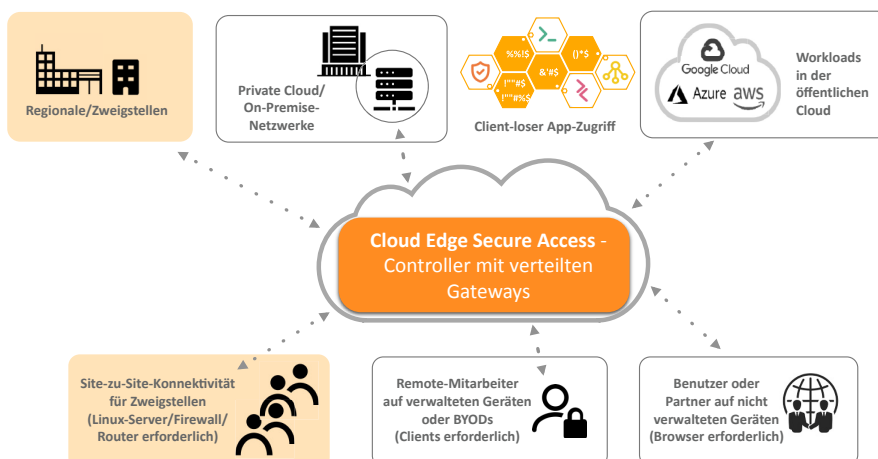 Regionale/Zweigstellen
Private Cloud/
On-Premise-
Netzwerke
%%!$
()*$
&'#$
!""#$
!""#%$
Client-loser App-Zugriff
Google Cloud
Azure aws
Workloads
in der
öffentlichen
Cloud
Cloud Edge Secure Access -
Controller mit verteilten
Gateways
Site-zu-Site-Konnektivität
für Zweigstellen
(Linux-Server/Firewall/
Router erforderlich)
Remote-Mitarbeiter
auf verwalteten Geräten
oder BYODs
(Clients erforderlich)
Benutzer oder
Partner auf nicht
verwalteten Geräten
(Browser erforderlich)